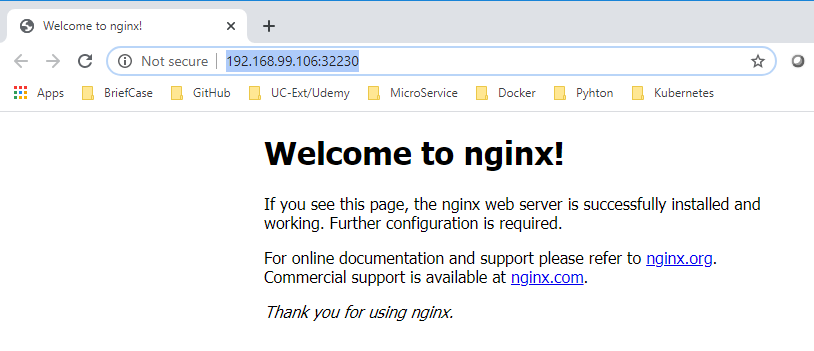 Welcome to nginx!
Not secure | 192.168.99.106:32230
Apps BriefCase GitHub UC-Ext/Udemy MicroService Docker Pyhton Kubernetes
Welcome to nginx!
If you see this page, the nginx web server is successfully installed and
working. Further configuration is required.
For online documentation and support please refer to nginx.org.
Commercial support is available at nginx.com.
Thank you for using nginx.